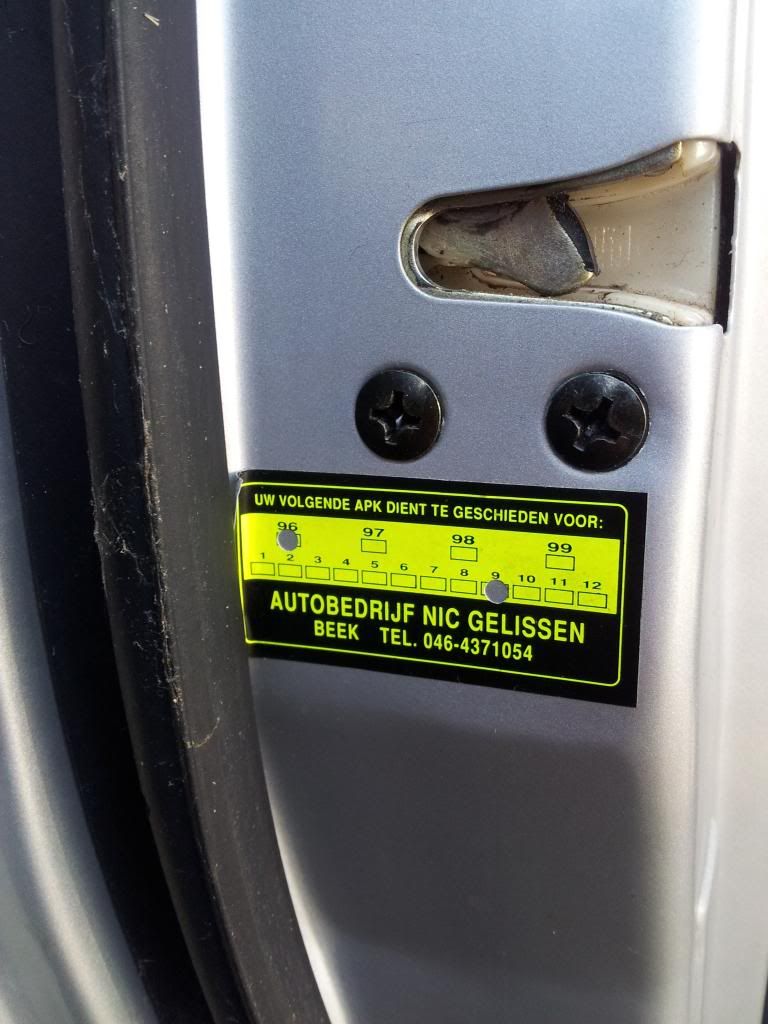 UW VOLGENDE APK DIENT TE GESCHIEDEN VOOR:
96 97 98 99
1 2 3 4 5 6 7 8 9 10 11 12
AUTOBEDRIJF NIC GELISSEN
BEEK TEL. 046-4371054